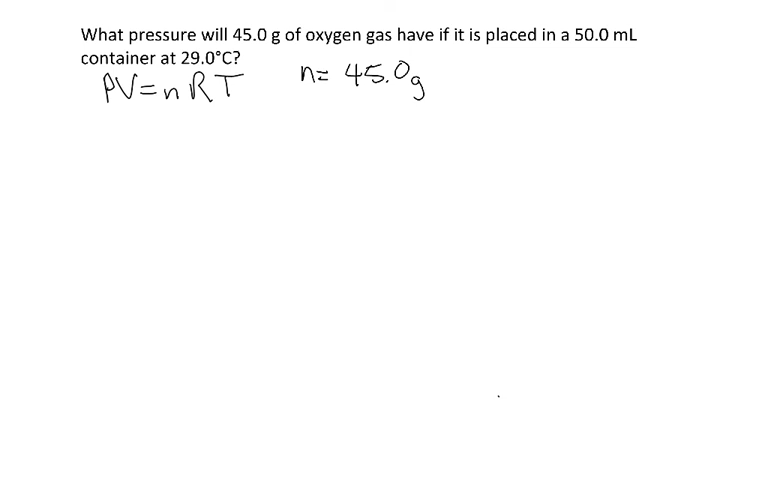 What pressure will 45.0 g of oxygen gas have if it is placed in a 50.0 mL
container at 29.0°C?
PV=nRT n= 45.0g